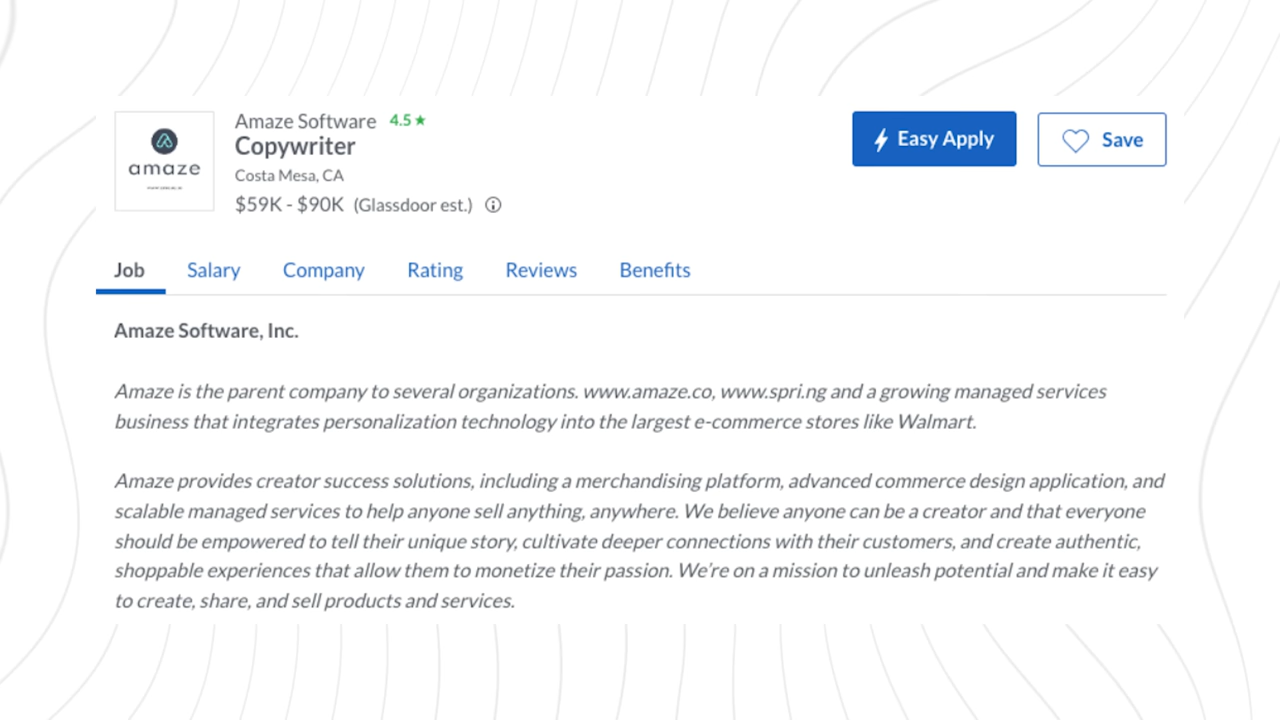 Amaze Software 4.5 ★
Copywriter
Costa Mesa, CA
$59K - $90K (Glassdoor est.)
amaze
Easy Apply
Save
Job Salary Company Rating Reviews Benefits
Amaze Software, Inc.
Amaze is the parent company to several organizations. www.amaze.co, www.spri.ng and a growing managed services
business that integrates personalization technology into the largest e-commerce stores like Walmart.
Amaze provides creator success solutions, including a merchandising platform, advanced commerce design application, and
scalable managed services to help anyone sell anything, anywhere. We believe anyone can be a creator and that everyone
should be empowered to tell their unique story, cultivate deeper connections with their customers, and create authentic,
shoppable experiences that allow them to monetize their passion. We’re on a mission to unleash potential and make it easy
to create, share, and sell products and services.